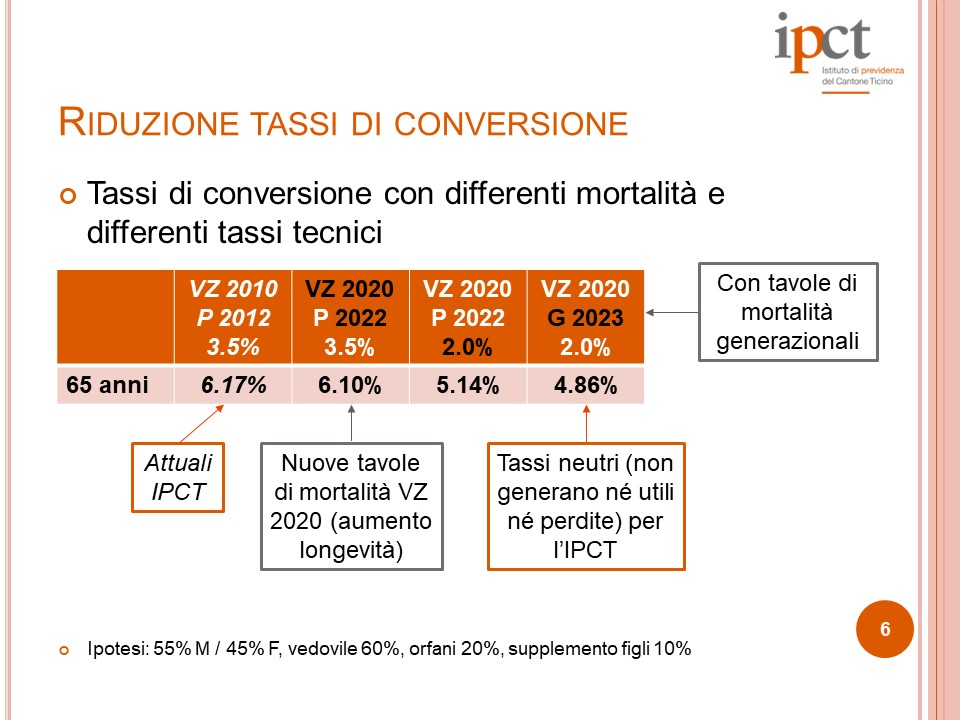 ipct
Istituto di previdenza
del Cantone Ticino
RIDUZIONE TASSI DI CONVERSIONE
Tassi di conversione con differenti mortalità e
differenti tassi tecnici
VZ 2010 P 2012 3.5%
VZ 2020 P 2022 3.5%
VZ 2020 P 2022 2.0%
VZ 2020 G 2023 2.0%
65 anni 6.17% 6.10% 5.14% 4.86%
Con tavole di
mortalità
generazionali
Attuali
IPCT
Nuove tavole
di mortalità VZ
2020 (aumento
longevità)
Tassi neutri (non
generano né utili
né perdite) per
l'IPCT
6
Ipotesi: 55% M / 45% F, vedovile 60%, orfani 20%, supplemento figli 10%